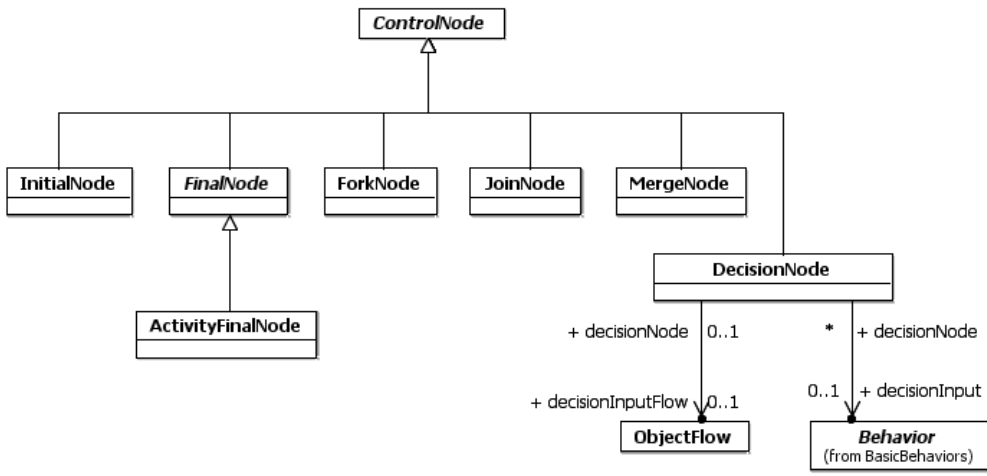 ControlNode
InitialNode
FinalNode
ForkNode
JoinNode
MergeNode
DecisionNode
ActivityFinalNode
+ decisionNode
0..1
*
+ decisionNode
+ decisionInputFlow
0..1
0..1
+ decisionInput
ObjectFlow
Behavior
(from BasicBehaviors)